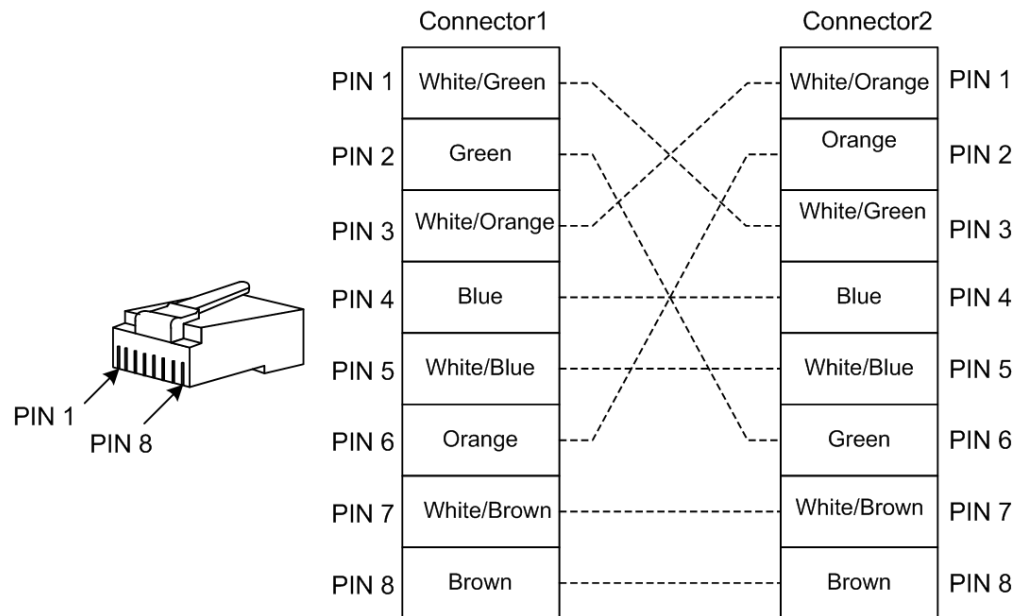 Connector1 Connector2
PIN 1 White/Green White/Orange PIN 1
PIN 2 Green Orange PIN 2
PIN 3 White/Orange White/Green PIN 3
PIN 4 Blue Blue PIN 4
PIN 5 White/Blue White/Blue PIN 5
PIN 6 Orange Green PIN 6
PIN 7 White/Brown White/Brown PIN 7
PIN 8 Brown Brown PIN 8
PIN 1
PIN 8